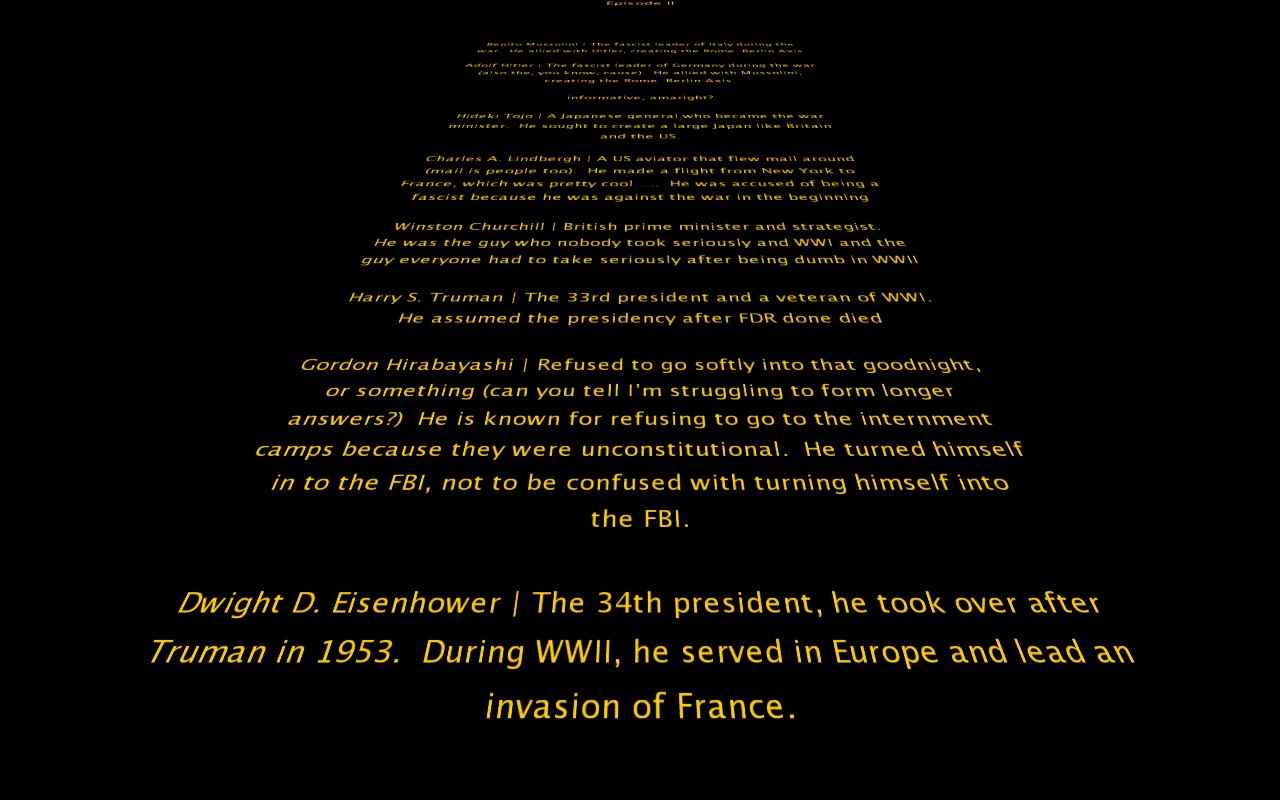 Episode II
Benito Mussolini | The fascist leader of Italy during the
war.  He allied with Hitler, creating the Rome-Berlin Axis
Adolf Hitler | The fascist leader of Germany during the war
(also the, you know, cause).  He allied with Mussolini,
creating the Rome-Berlin Axis
informative, amaright?
Hideki Tojo | A Japanese general who became the war
minister.  He sought to create a large Japan like Britain
and the US.
Charles A. Lindbergh | A US aviator that flew mail around
(mail is people too).  He made a flight from New York to
France, which was pretty cool.....  He was accused of being a
fascist because he was against the war in the beginning
Winston Churchill | British prime minister and strategist.
He was the guy who nobody took seriously and WWI and the
guy everyone had to take seriously after being dumb in WWII
Harry S. Truman | The 33rd president and a veteran of WWI.
He assumed the presidency after FDR done died
Gordon Hirabayashi | Refused to go softly into that goodnight,
or something (can you tell I'm struggling to form longer
answers?)  He is known for refusing to go to the internment
camps because they were unconstitutional.  He turned himself
in to the FBI, not to be confused with turning himself into
the FBI.
Dwight D. Eisenhower | The 34th president, he took over after
Truman in 1953.  During WWII, he served in Europe and lead an
invasion of France.